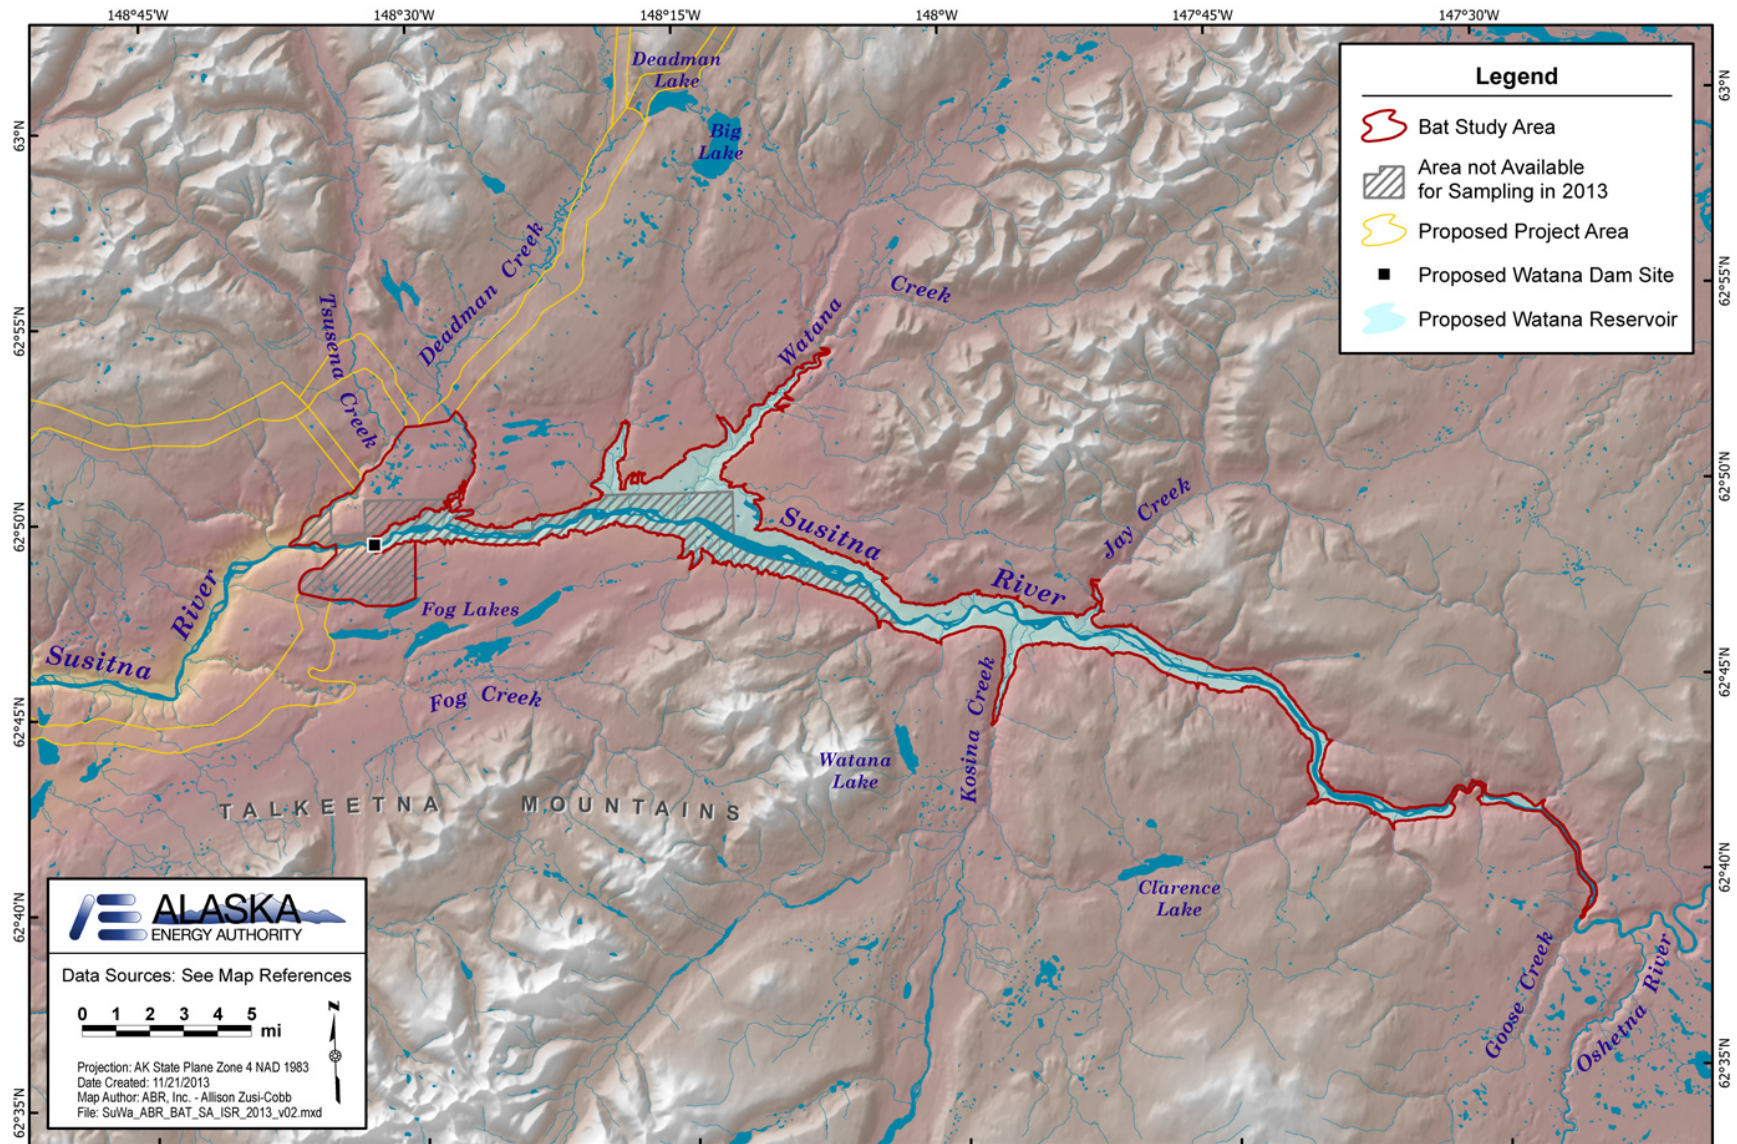 148°45'W
148°30'W
148°15'W
148°W
147°45'W
147°30'W
63°N
62°55'N
62°50'N
62°45'N
62°40'N
62°35'N
63°N
62°55'N
62°50'N
62°45'N
62°40'N
62°35'N
Legend
Bat Study Area
Area not Available
for Sampling in 2013
Proposed Project Area
Proposed Watana Dam Site
Proposed Watana Reservoir
Deadman
Lake
Big
Lake
Deadman Creek
Tsusena
Creek
Watana
Creek
Susitna
River
Jay Creek
Susitna
River
Fog Lakes
Fog Creek
Kosina Creek
Watana
Lake
TALKEETNA MOUNTAINS
Clarence
Lake
Goose Creek
Oshetna River
ALASKA
ENERGY AUTHORITY
Data Sources: See Map References
0 1 2 3 4 5
mi
N
Projection: AK State Plane Zone 4 NAD 1983
Date Created: 11/21/2013
Map Author: ABR, Inc. - Allison Zusi-Cobb
File: SuWa_ABR_BAT_SA_ISR_2013_v02.mxd